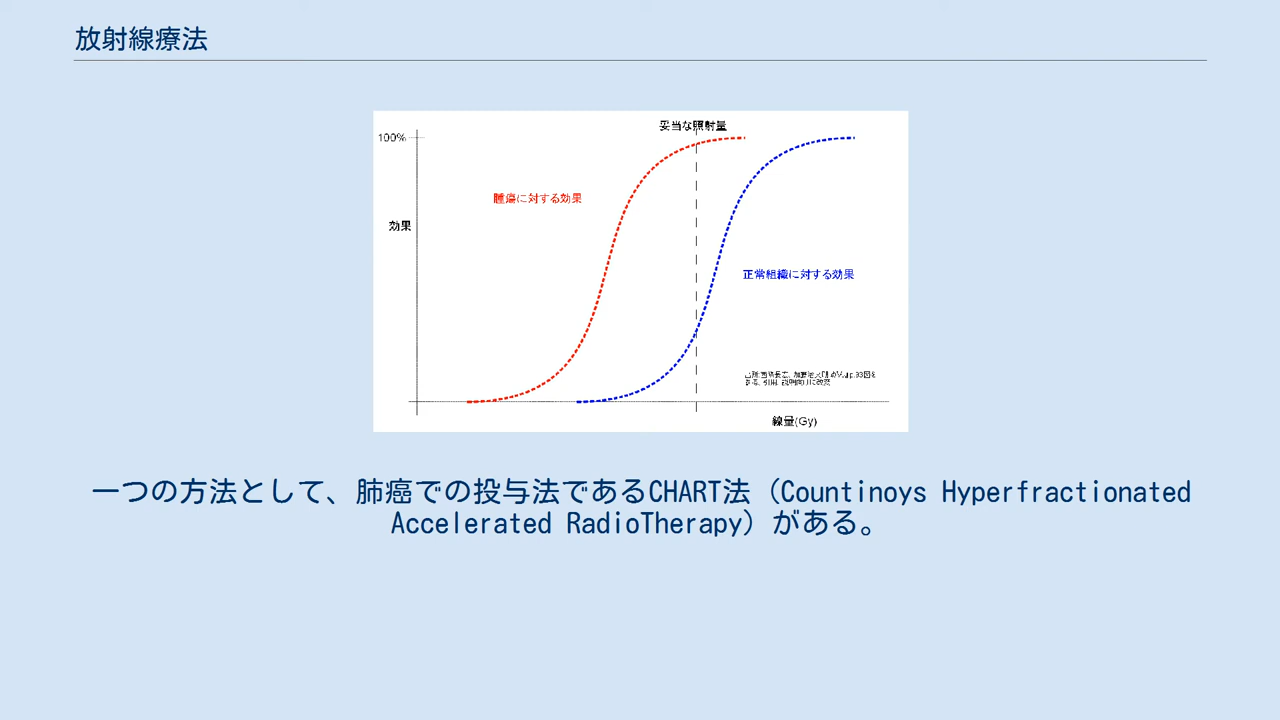 放射線療法
妥当な照射量
100%
腫瘍に対する効果
効果
正常組織に対する効果
線量(Gy)
一つの方法として、肺癌での投与法であるCHART法（Countinoys Hyperfractionated
Accelerated RadioTherapy）がある。